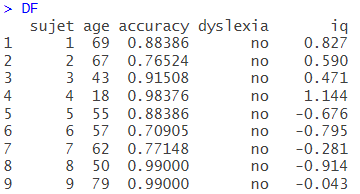 > DF
sujet age accuracy dyslexia iq
1 1 69 0.88386 no 0.827
2 2 67 0.76524 no 0.590
3 3 43 0.91508 no 0.471
4 4 18 0.98376 no 1.144
5 5 55 0.88386 no -0.676
6 6 57 0.70905 no -0.795
7 7 62 0.77148 no -0.281
8 8 50 0.99000 no -0.914
9 9 79 0.99000 no -0.043